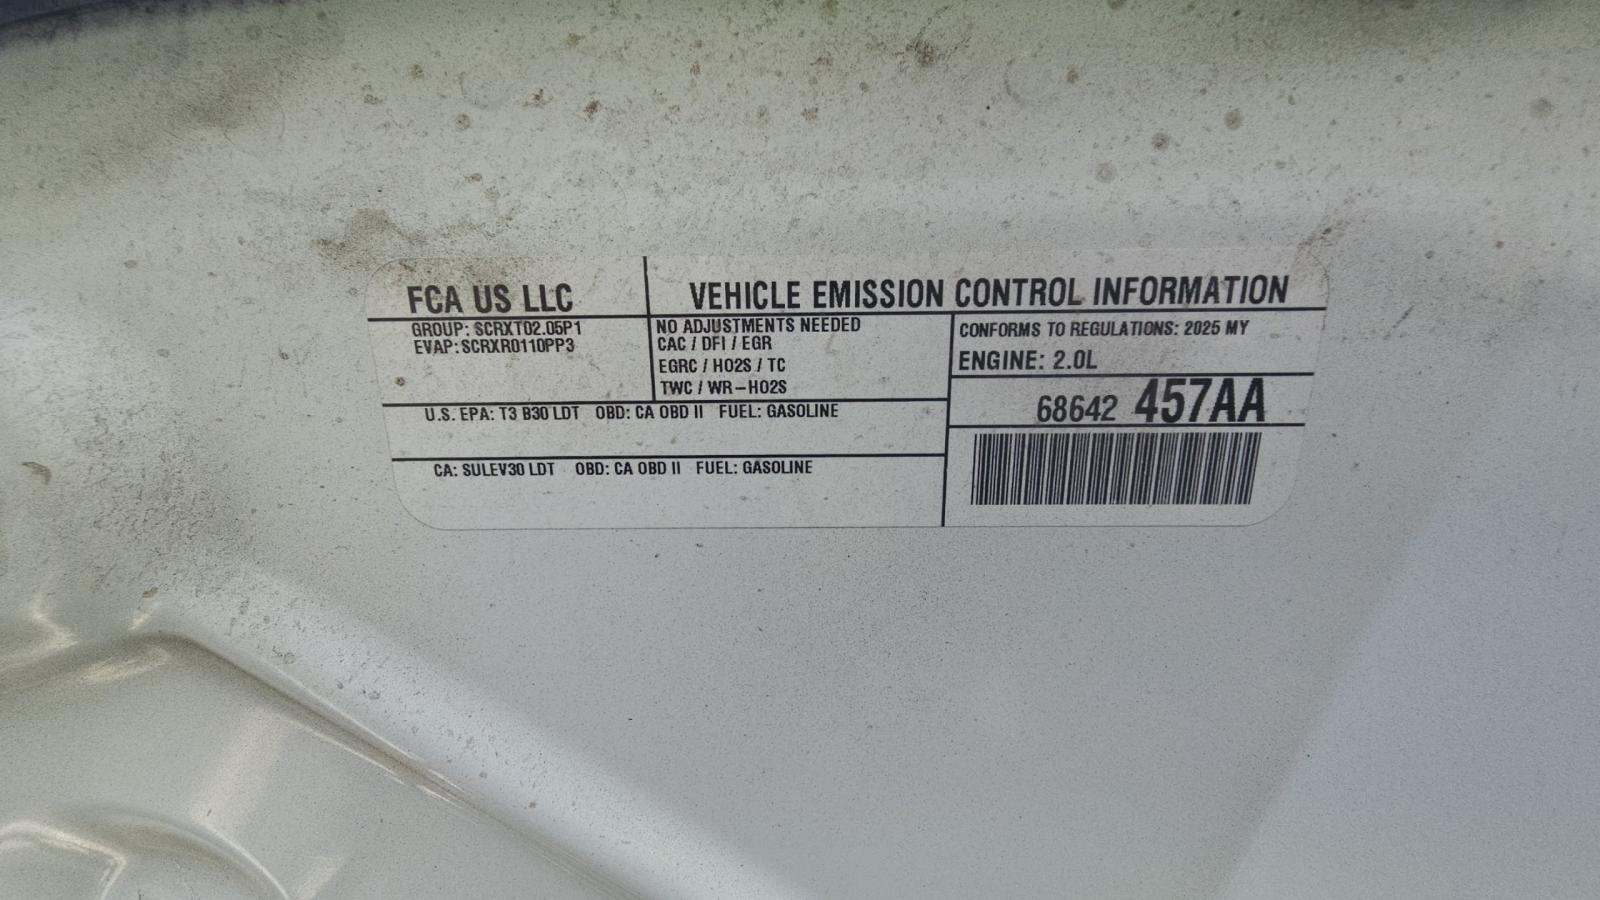 FCA US LLC
VEHICLE EMISSION CONTROL INFORMATION
GROUP: SCRXT02.05P1
EVAP: SCRXR0110PP3
NO ADJUSTMENTS NEEDED
CAC / DFI / EGR
EGRC / HO2S / TC
TWC / WR-HO2S
CONFORMS TO REGULATIONS: 2025 MY
ENGINE: 2.0L
68642 457AA
U.S. EPA: T3 B30 LDT OBD: CA OBD II FUEL: GASOLINE
CA: SULEV30 LDT OBD: CA OBD II FUEL: GASOLINE